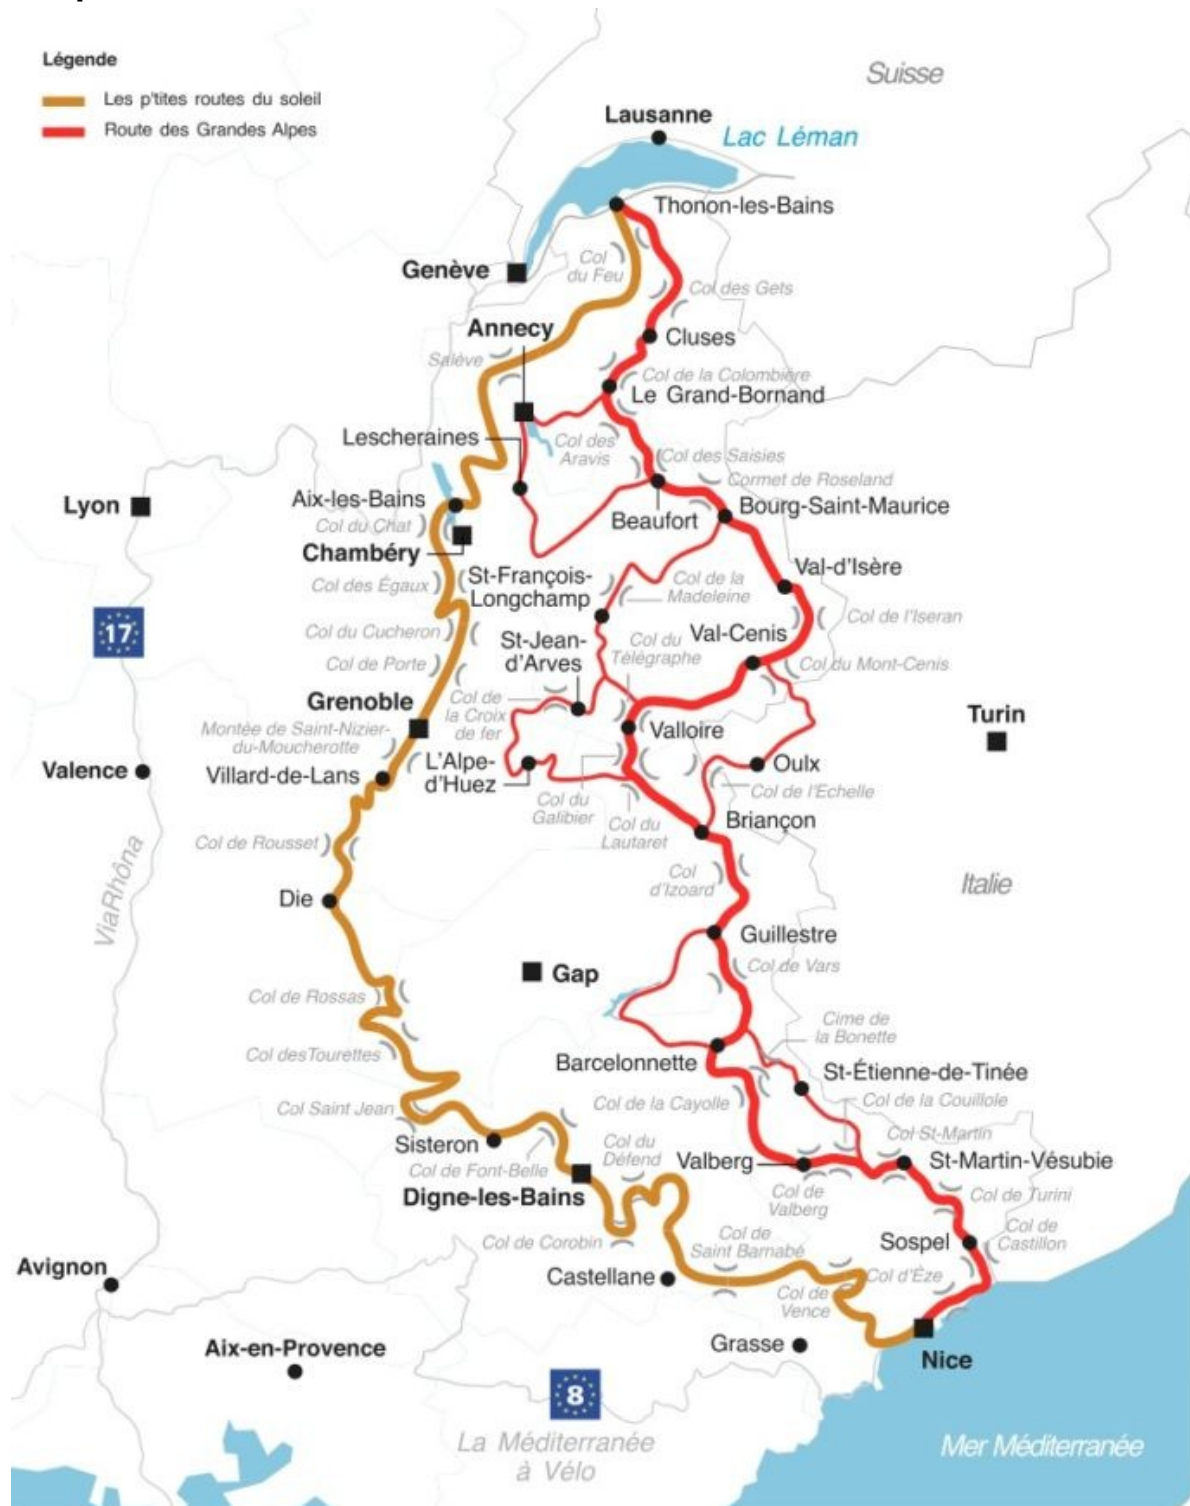 Légende
Les p'tites routes du soleil
Route des Grandes Alpes
Suisse
Lausanne
Lac Léman
Thonon-les-Bains
Genève
Col
du Feu
Col des Gets
Annecy
Cluses
Salève
Col de la Colombière
Le Grand-Bornand
Lescheraines
Col des
Aravis
Col des Saisies
Cormet de Roseland
Lyon
Aix-les-Bains
Beaufort
Bourg-Saint-Maurice
Col du Chat
Chambéry
Val-d'Isère
Col des Égaux
St-François-
Longchamp
Col de la
Madeleine
Col de l'Iseran
17
Col du Cucheron
St-Jean-
d'Arves
Col du
Télégraphe
Val-Cenis
Col de Porte
Col du Mont-Cenis
Grenoble
Col de
la Croix
de fer
Turin
Montée de Saint-Nizier-
du-Moucherotte
Valloire
Valence
Villard-de-Lans
L'Alpe-
d'Huez
Oulx
Col du
Galibier
Col de l'Echelle
Col du
Lautaret
Briançon
Col de Rousset
ViaRhôna
Col
d'Izoard
Italie
Die
Guillestre
Gap
Col de Vars
Col de Rossas
Cime de
la Bonette
Col desTourettes
Barcelonnette
St-Étienne-de-Tinée
Col Saint Jean
Col de la Cayolle
Col de la Couillole
Sisteron
Col du
Défend
Col St-Martin
Col de Font-Belle
Valberg
St-Martin-Vésubie
Digne-les-Bains
Col de
Valberg
Col de Turini
Col de Corobin
Col de
Saint Barnabé
Sospel
Col de
Castillon
Avignon
Castellane
Col d'Èze
Col de
Vence
Aix-en-Provence
Grasse
Nice
8
La Méditerranée
à Vélo
Mer Méditerranée